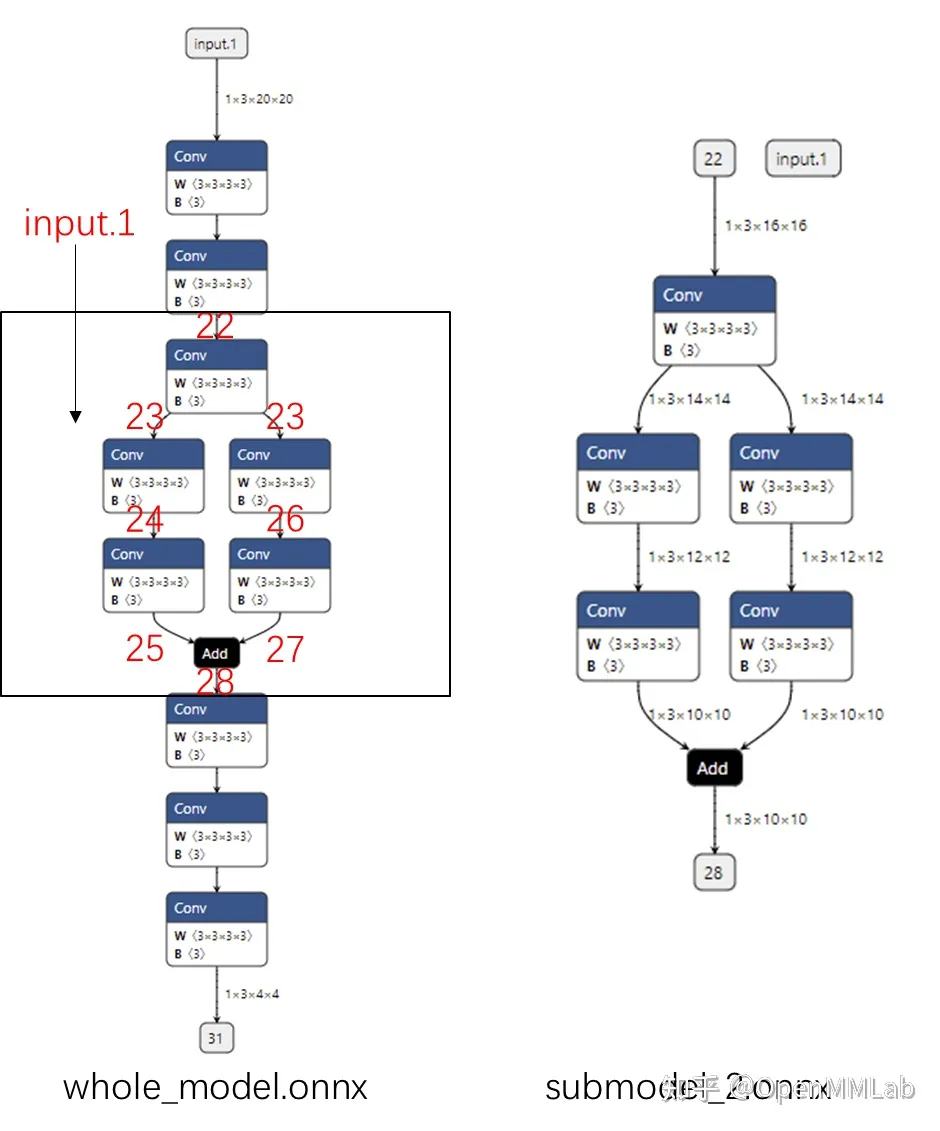 input.1
1×3×20×20
Conv
W ⟨3×3×3×3⟩
B ⟨3⟩
input.1
Conv
W ⟨3×3×3×3⟩
B ⟨3⟩
22
Conv
W ⟨3×3×3×3⟩
B ⟨3⟩
23 23
Conv Conv
W ⟨3×3×3×3⟩ W ⟨3×3×3×3⟩
B ⟨3⟩ B ⟨3⟩
24 26
Conv Conv
W ⟨3×3×3×3⟩ W ⟨3×3×3×3⟩
B ⟨3⟩ B ⟨3⟩
25 Add 27
28
Conv
W ⟨3×3×3×3⟩
B ⟨3⟩
Conv
W ⟨3×3×3×3⟩
B ⟨3⟩
Conv
W ⟨3×3×3×3⟩
B ⟨3⟩
1×3×4×4
31
whole_model.onnx
22 input.1
1×3×16×16
Conv
W ⟨3×3×3×3⟩
B ⟨3⟩
1×3×14×14 1×3×14×14
Conv Conv
W ⟨3×3×3×3⟩ W ⟨3×3×3×3⟩
B ⟨3⟩ B ⟨3⟩
1×3×12×12 1×3×12×12
Conv Conv
W ⟨3×3×3×3⟩ W ⟨3×3×3×3⟩
B ⟨3⟩ B ⟨3⟩
1×3×10×10 1×3×10×10
Add
1×3×10×10
28
submodel_2.onnx
知乎 @OpenMMLab